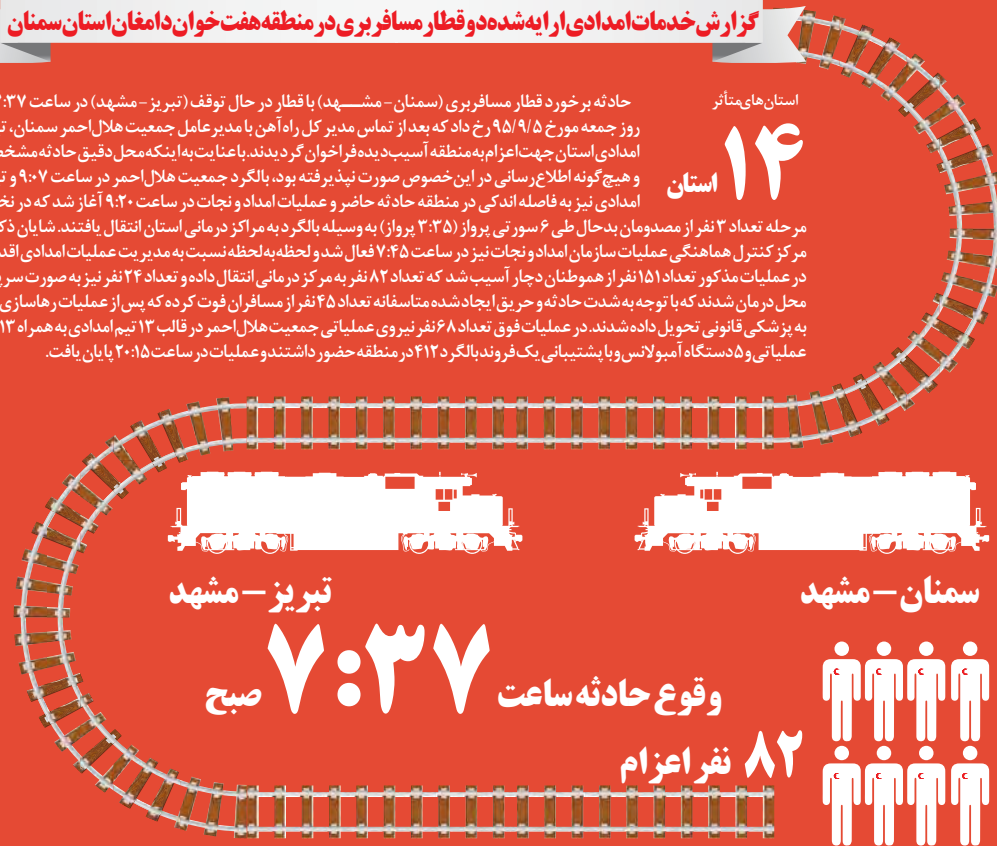 گزارش خدمات امدادی ارایه شده دو قطار مسافربری در منطقه هفت خوان دامغان استان سمنان
استان‌های متأثر
۱۴ استان
حادثه برخورد قطار مسافربری (سمنان - مشهد) با قطار در حال توقف (تبریز - مشهد) در ساعت ۷:۳۷
روز جمعه مورخ ۹۵/۹/۵ رخ داد که بعد از تماس مدیر کل راه آهن با مدیرعامل جمعیت هلال‌احمر سمنان،
امدادی استان جهت اعزام به منطقه آسیب دیده فراخوان گردیدند. با عنایت به اینکه محل دقیق حادثه
و هیچ گونه اطلاع رسانی در این خصوص صورت نپذیرفته بود، بالگرد جمعیت هلال‌احمر در ساعت ۹:۰۷ و
امدادی نیز به فاصله اندکی در منطقه حادثه حاضر و عملیات امداد و نجات در ساعت ۹:۲۰ آغاز شد که در
مرحله تعداد ۳ نفر از مصدومان بدحال طی ۶ سورتی پرواز (۳:۳۵ پرواز) به وسیله بالگرد به مراکز درمانی استان انتقال یافتند. شایان
مرکز کنترل هماهنگی عملیات سازمان امداد و نجات نیز در ساعت ۷:۴۵ فعال شد و لحظه به لحظه نسبت به مدیریت عملیات امدادی
در عملیات مذکور تعداد ۱۵۱ نفر از هموطنان دچار آسیب شد که تعداد ۸۲ نفر به مرکز درمانی انتقال داده و تعداد ۲۴ نفر نیز به صورت
محل درمان شدند که با توجه به شدت حادثه و حریق ایجاد شده متاسفانه تعداد ۴۵ نفر از مسافران فوت کرده که پس از عملیات رهاسازی
به پزشکی قانونی تحویل داده شدند. در عملیات فوق تعداد ۶۸ نفر نیروی عملیاتی جمعیت هلال‌احمر در قالب ۱۳ تیم امدادی به همراه ۱۳
عملیاتی و ۵ دستگاه آمبولانس و با پشتیبانی یک فروند بالگرد ۴۱۲ در منطقه حضور داشتند و عملیات در ساعت ۲۰:۱۵ پایان یافت.
سمنان - مشهد
تبریز - مشهد
وقوع حادثه ساعت ۷:۳۷ صبح
۸۲ نفر اعزام